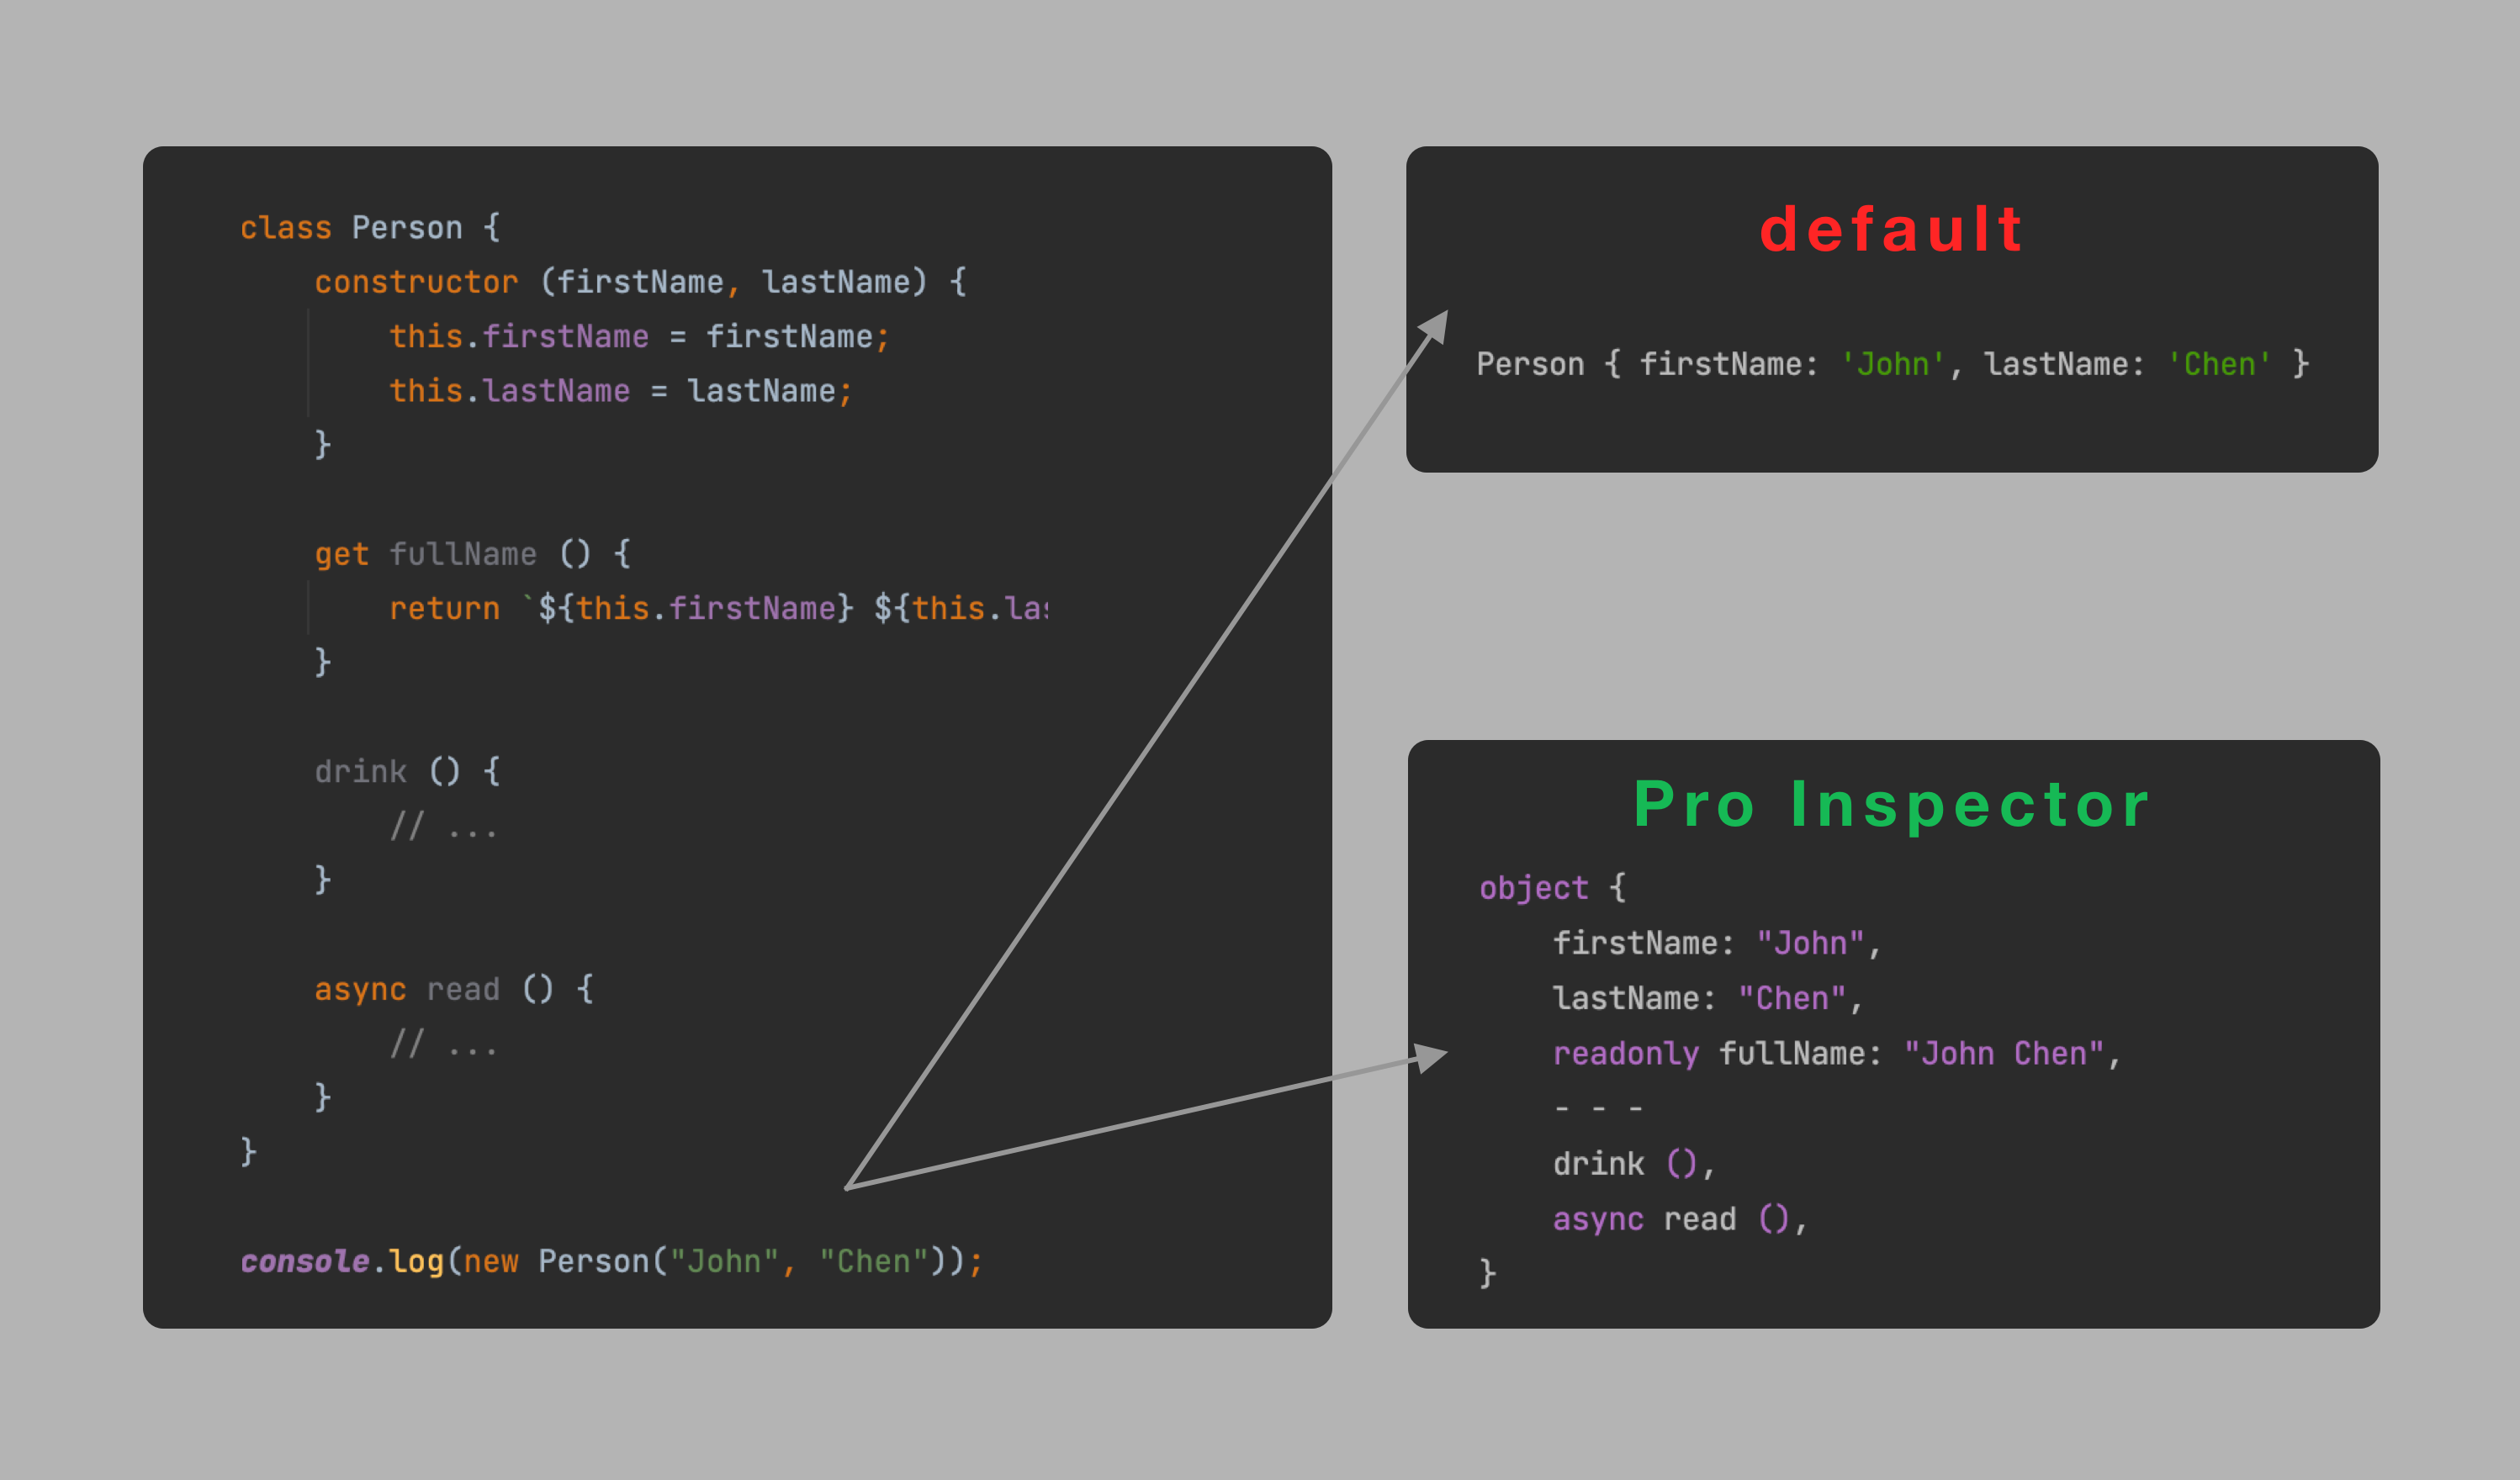 class Person {
constructor (firstName, lastName) {
this.firstName = firstName;
this.lastName = lastName;
}
get fullName () {
return `${this.firstName} ${this.las
}
drink () {
// ...
}
async read () {
// ...
}
}
console.log(new Person("John", "Chen"));
default
Person { firstName: 'John', lastName: 'Chen' }
Pro Inspector
object {
firstName: "John",
lastName: "Chen",
readonly fullName: "John Chen",
- - -
drink (),
async read (),
}